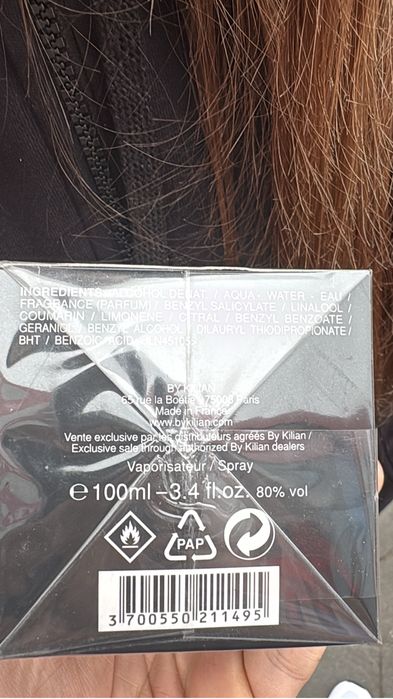 INGREDIENTS: ALCOHOL DENAT. / AQUA - WATER - EAU /
FRAGRANCE (PARFUM) / BENZYL SALICYLATE / LINALOOL /
COUMARIN / LIMONENE / CITRAL / BENZYL BENZOATE /
GERANIOL / BENZYL ALCOHOL / DILAURYL THIODIPROPIONATE /
BHT / BENZOIC ACID
BY KILIAN
65 rue la Boétie 75008 Paris
Made in France
www.bykilian.com
Vente exclusive par les distributeurs agréés By Kilian /
Exclusive sale through authorized By Kilian dealers
Vaporisateur / Spray
e 100ml – 3.4 fl.oz. 80% vol
PAP
3 700550 211495